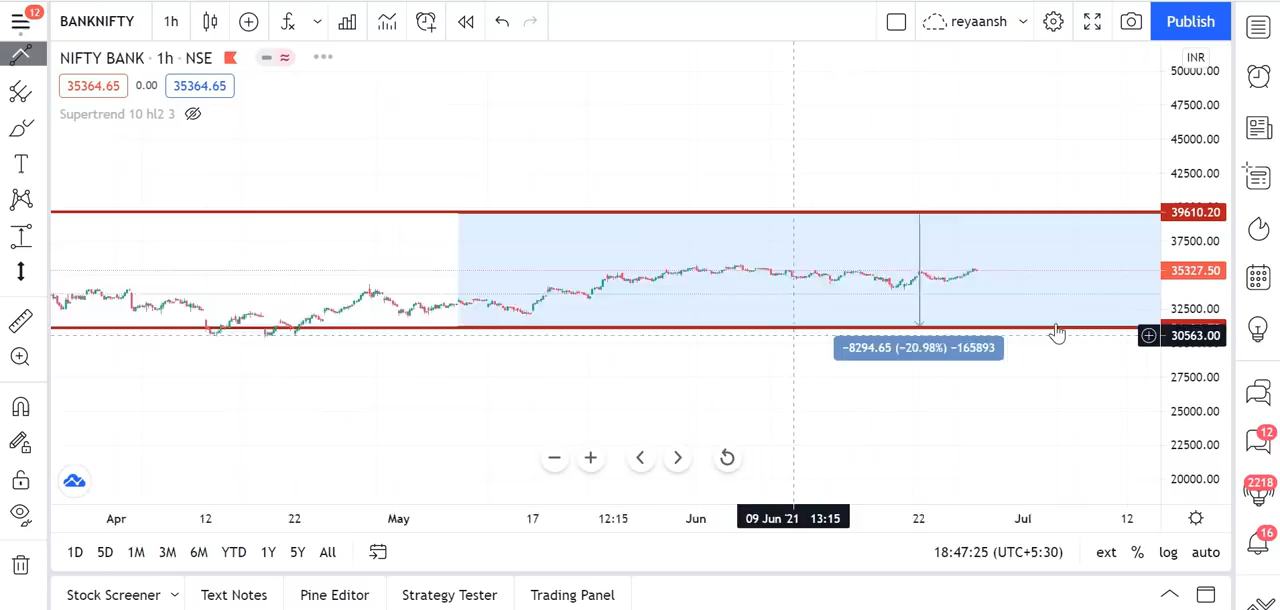 12
BANKNIFTY 1h reyaansh Publish
NIFTY BANK · 1h · NSE
INR
35364.65 0.00 35364.65
Supertrend 10 hl2 3
50000.00
47500.00
45000.00
42500.00
39610.20
37500.00
35327.50
32500.00
30563.00
−8294.65 (−20.98%) −165893
27500.00
25000.00
22500.00
20000.00
Apr 12 22 May 17 12:15 Jun 09 Jun '21 13:15 22 Jul 12
1D 5D 1M 3M 6M YTD 1Y 5Y All 18:47:25 (UTC+5:30) ext % log auto
Stock Screener Text Notes Pine Editor Strategy Tester Trading Panel
12
2218
16